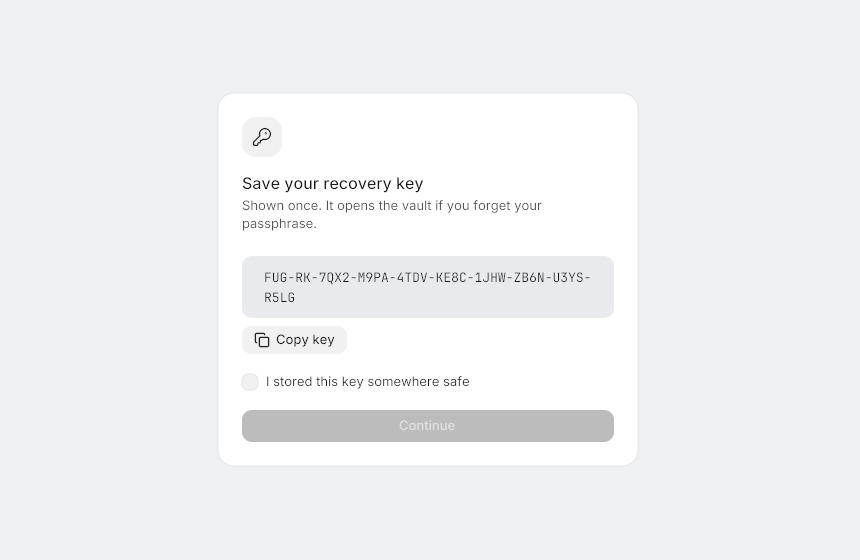 Save your recovery key
Shown once. It opens the vault if you forget your
passphrase.
FUG-RK-7QX2-M9PA-4TDV-KE8C-1JHW-ZB6N-U3YS-
R5LG
Copy key
I stored this key somewhere safe
Continue